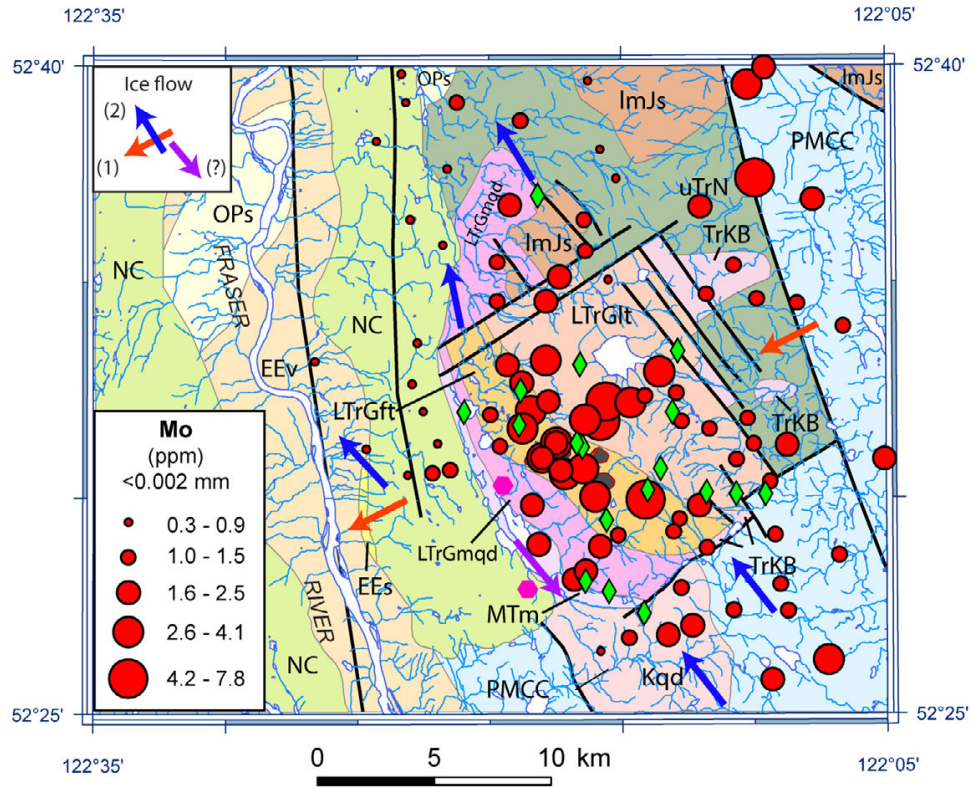 122°35'
122°05'
52°40'
52°40'
Ice flow
(2)
(1)
(?)
OPs
lmJs
lmJs
PMCC
uTrN
TrKB
LTrGmqd
lmJs
OPs
NC
FRASER
NC
LTrGlt
EEv
LTrGft
TrKB
Mo
(ppm)
<0.002 mm
0.3 - 0.9
1.0 - 1.5
1.6 - 2.5
2.6 - 4.1
4.2 - 7.8
LTrGmqd
TrKB
EEs
RIVER
MTm
NC
PMCC
Kqd
52°25'
52°25'
122°35'
122°05'
0 5 10 km